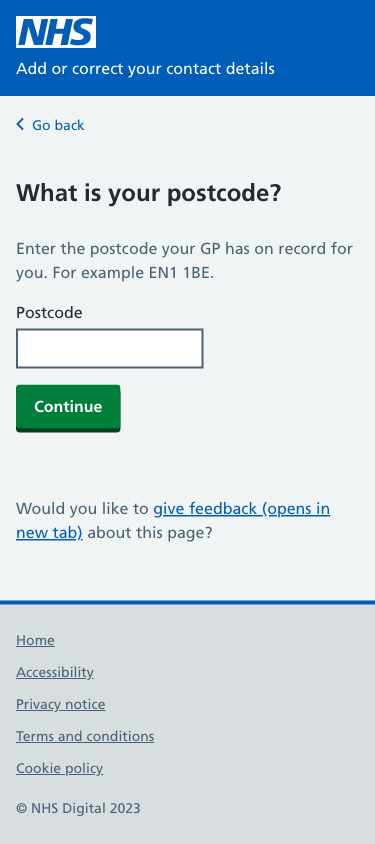 NHS
Add or correct your contact details
Go back
What is your postcode?
Enter the postcode your GP has on record for
you. For example EN1 1BE.
Postcode
Continue
Would you like to give feedback (opens in
new tab) about this page?
Home
Accessibility
Privacy notice
Terms and conditions
Cookie policy
© NHS Digital 2023